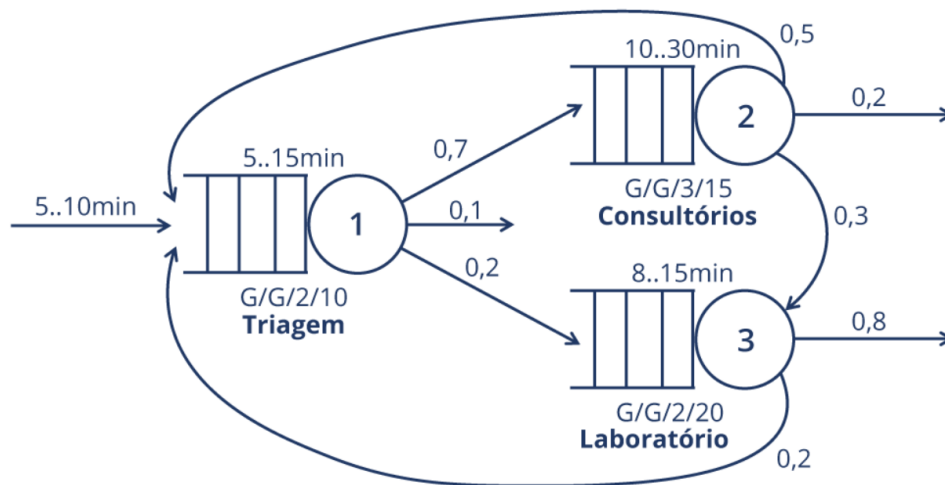 0,5
10..30min
2
0,2
0,7
G/G/3/15
Consultórios
5..15min
5..10min
1
0,1
0,3
0,2
G/G/2/10
Triagem
8..15min
3
0,8
G/G/2/20
Laboratório
0,2